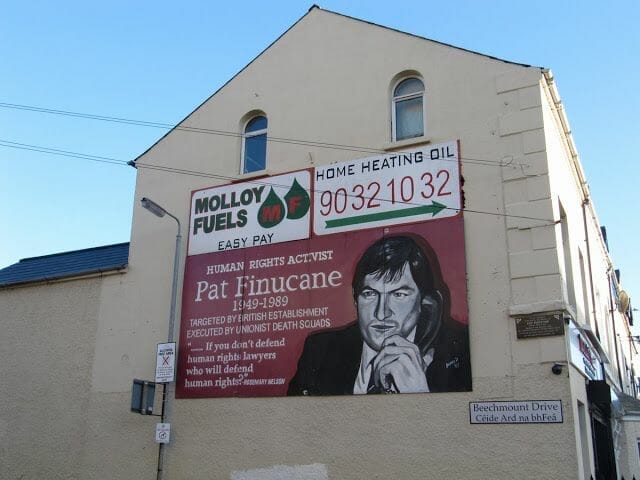 MOLLOY
FUELS
MF
EASY PAY
HOME HEATING OIL
90321032
HUMAN RIGHTS ACTIVIST
Pat Finucane
1949-1989
TARGETED BY BRITISH ESTABLISHMENT
EXECUTED BY UNIONIST DEATH SQUADS
"..... If you don't defend
human rights lawyers
who will defend
human rights?" -ROSEMARY NELSON
Beechmount Drive
Céide Ard na bhFeá